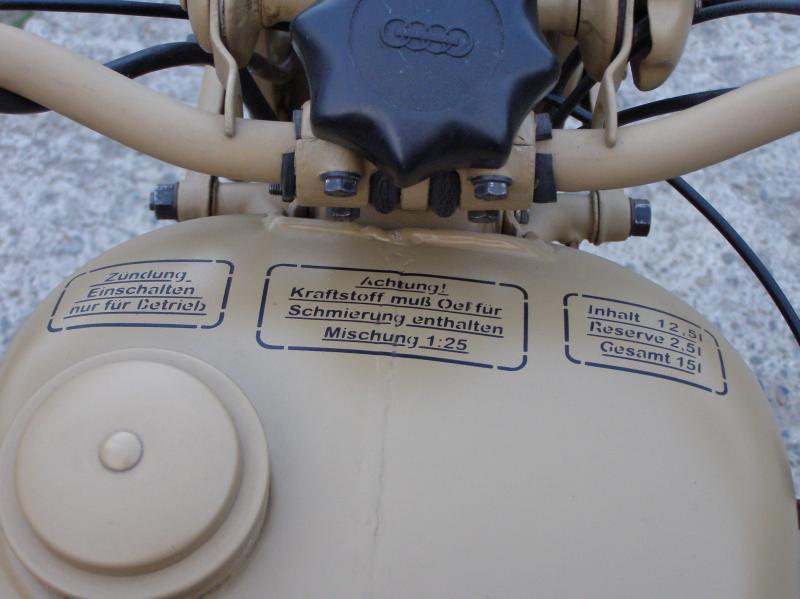 Zündung
Einschalten
nur für Betrieb
Achtung!
Kraftstoff muß Oel für
Schmierung enthalten
Mischung 1:25
Inhalt 12,5l
Reserve 2,5l
Gesamt 15l